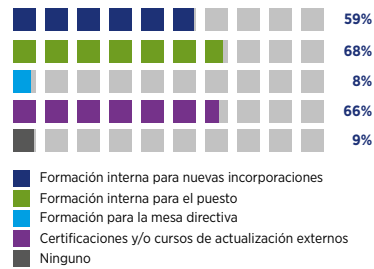 59%
68%
8%
66%
9%
Formación interna para nuevas incorporaciones
Formación interna para el puesto
Formación para la mesa directiva
Certificaciones y/o cursos de actualización externos
Ninguno